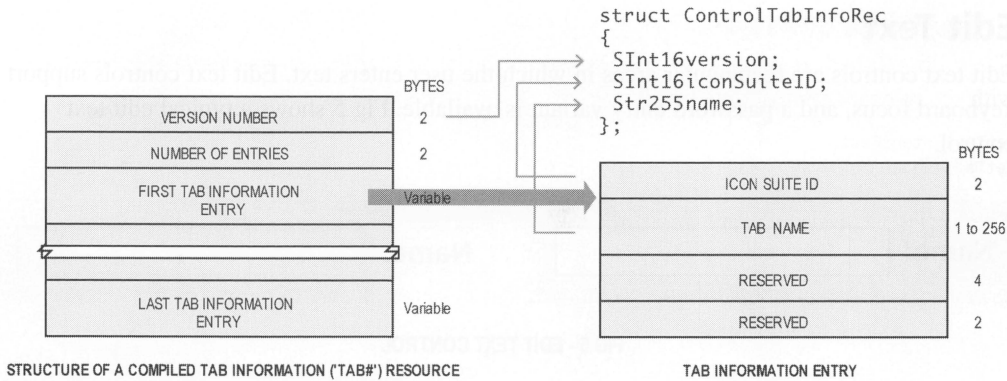 struct ControlTabInfoRec
{
SInt16version;
SInt16iconSuiteID;
Str255name;
};
BYTES
VERSION NUMBER 2
NUMBER OF ENTRIES 2
FIRST TAB INFORMATION
ENTRY
Variable
LAST TAB INFORMATION
ENTRY
Variable
STRUCTURE OF A COMPILED TAB INFORMATION ('TAB#') RESOURCE
BYTES
ICON SUITE ID 2
TAB NAME 1 to 256
RESERVED 4
RESERVED 2
TAB INFORMATION ENTRY